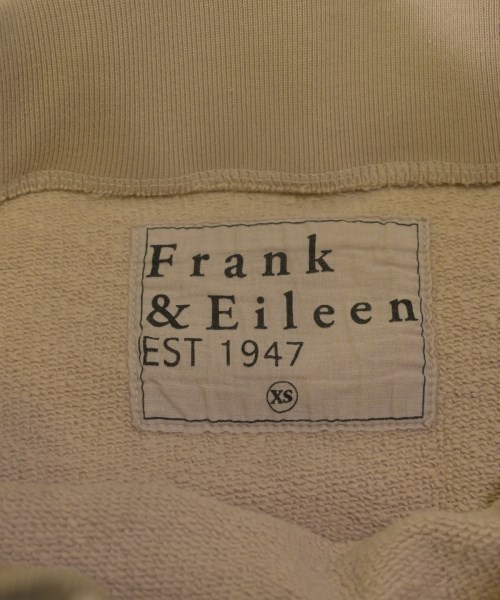 Frank
& Eileen
EST 1947
XS